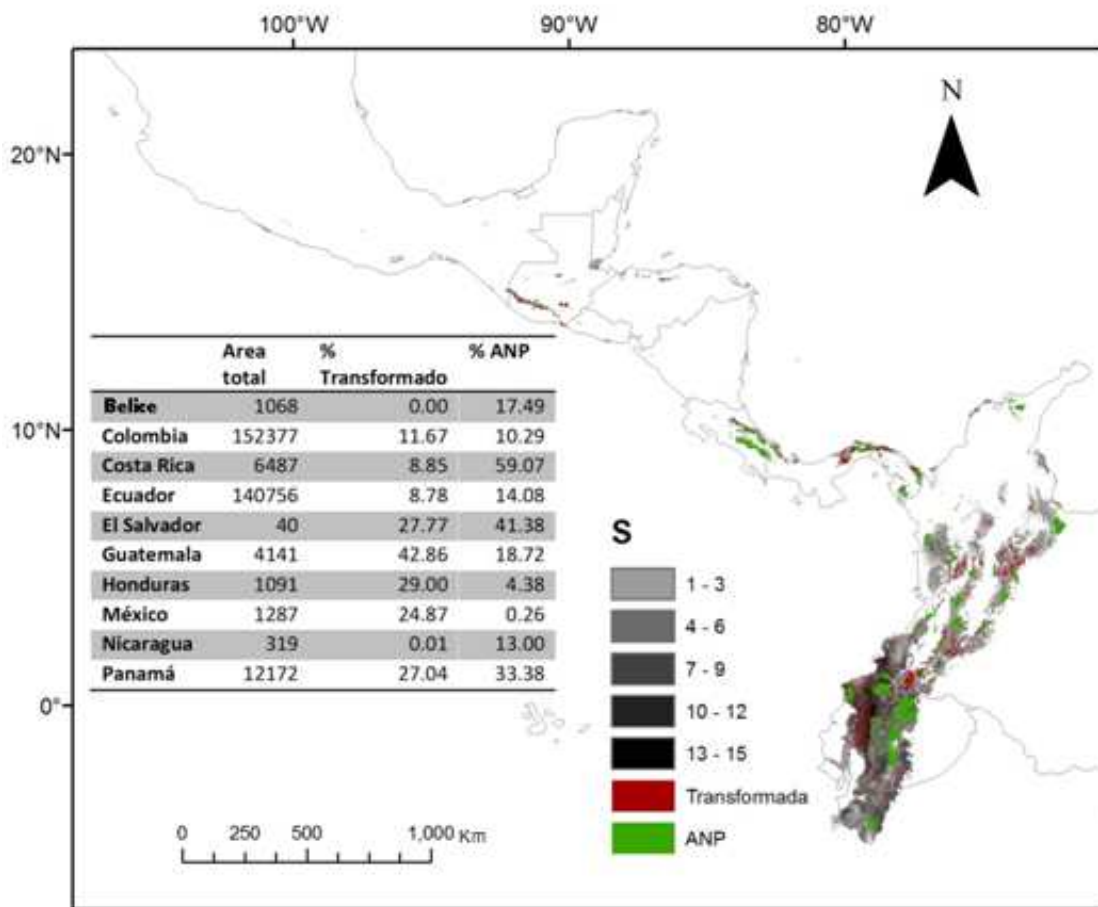 100°W 90°W 80°W
N
20°N
Area % % ANP
total Transformado
Belice 1068 0.00 17.49
10°N
Colombia 152377 11.67 10.29
Costa Rica 6487 8.85 59.07
Ecuador 140756 8.78 14.08
El Salvador 40 27.77 41.38
Guatemala 4141 42.86 18.72
Honduras 1091 29.00 4.38
México 1287 24.87 0.26
Nicaragua 319 0.01 13.00
Panamá 12172 27.04 33.38
S
1 - 3
4 - 6
7 - 9
10 - 12
13 - 15
Transformada
ANP
0°
0 250 500 1,000 Km